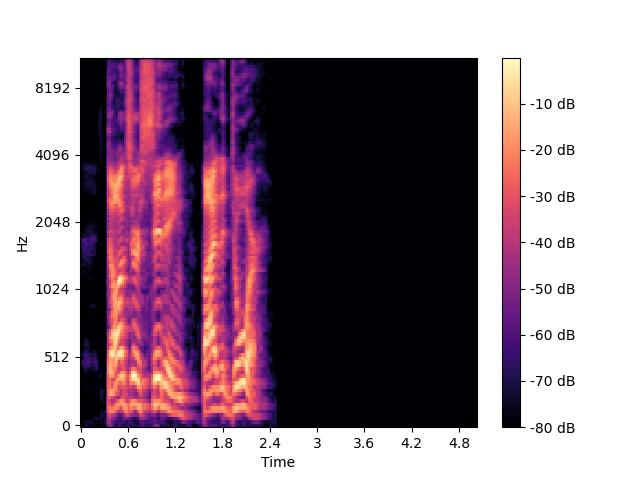 8192
4096
2048
1024
512
0
Hz
0 0.6 1.2 1.8 2.4 3 3.6 4.2 4.8
Time
-10 dB
-20 dB
-30 dB
-40 dB
-50 dB
-60 dB
-70 dB
-80 dB